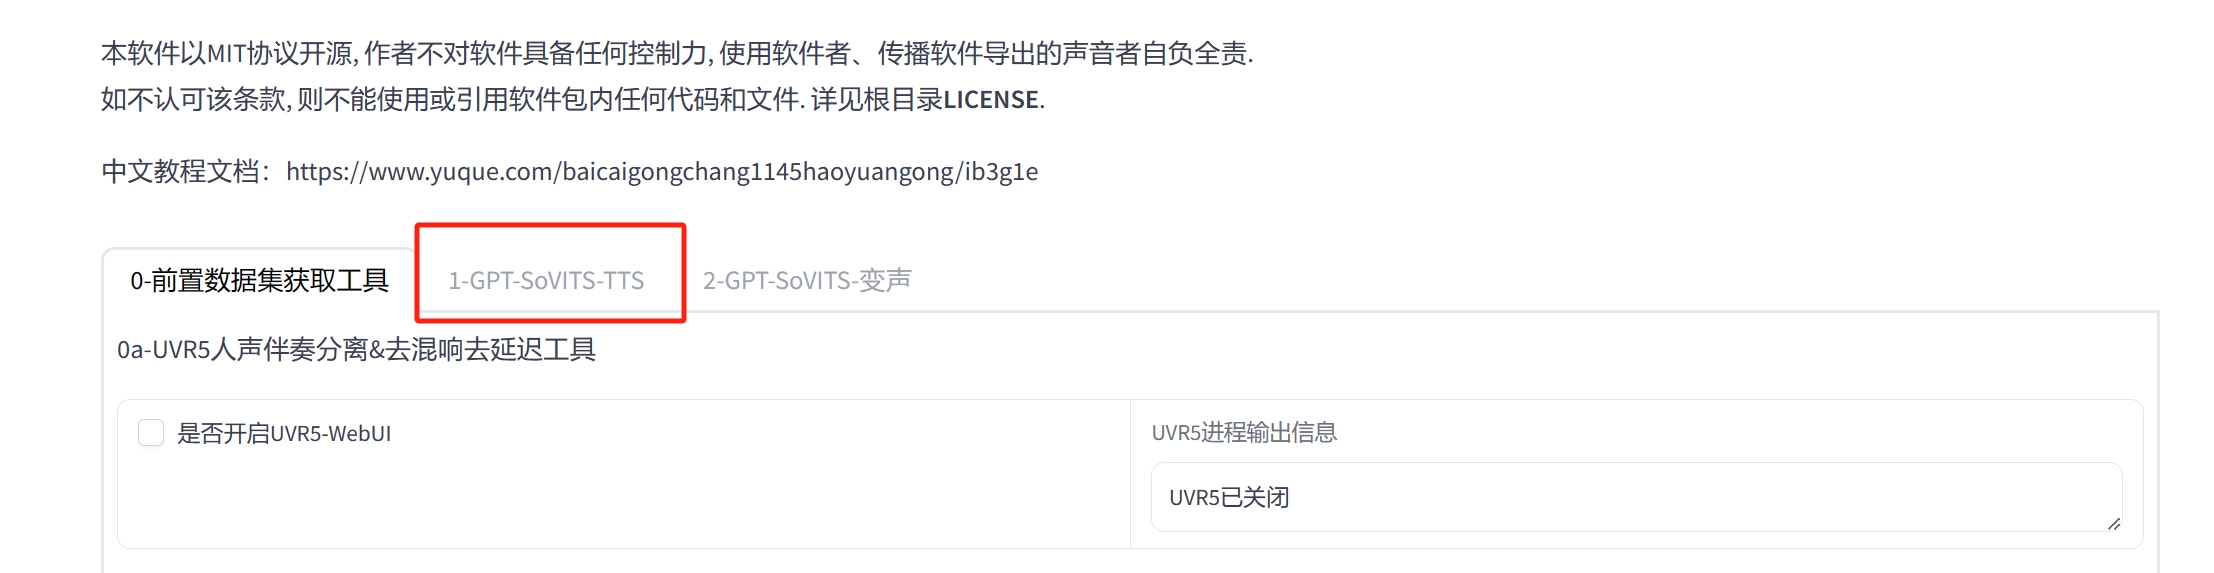 本软件以MIT协议开源, 作者不对软件具备任何控制力, 使用软件者、传播软件导出的声音者自负全责.
如不认可该条款, 则不能使用或引用软件包内任何代码和文件. 详见根目录LICENSE.
中文教程文档：https://www.yuque.com/baicaigongchang1145haoyuangong/ib3g1e
0-前置数据集获取工具 1-GPT-SoVITS-TTS 2-GPT-SoVITS-变声
0a-UVR5人声伴奏分离&去混响去延迟工具
是否开启UVR5-WebUI
UVR5进程输出信息
UVR5已关闭